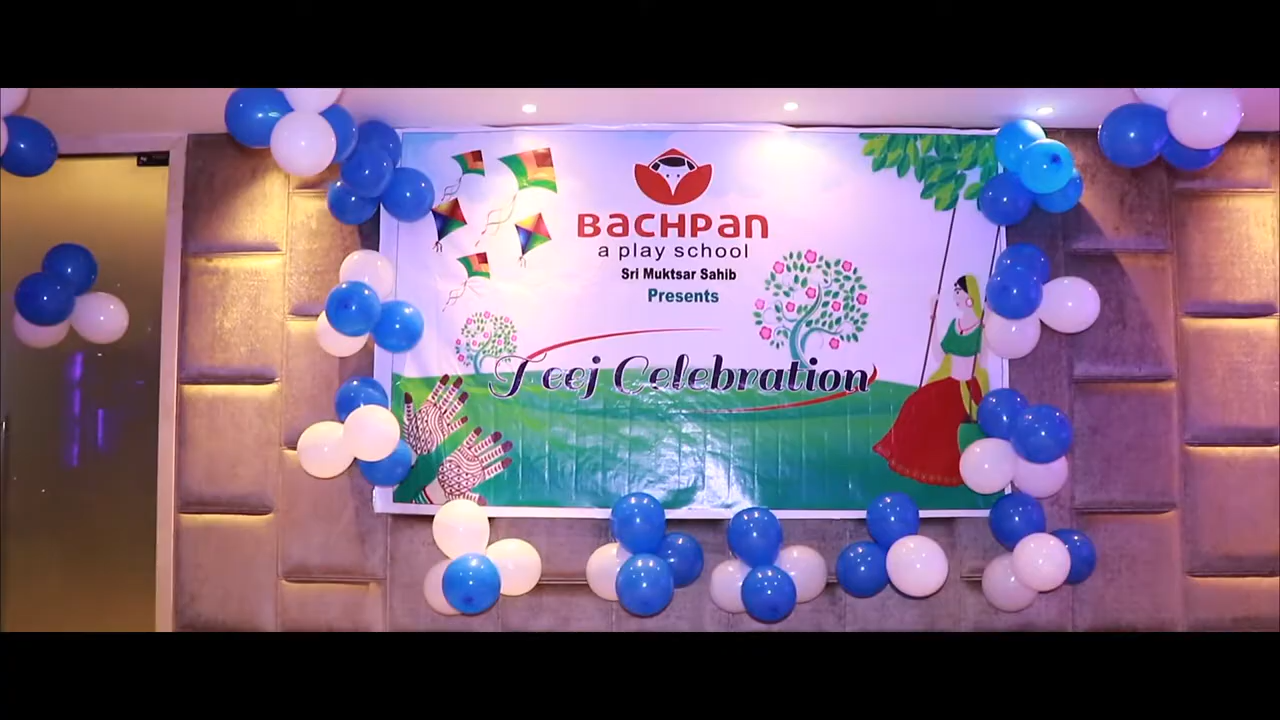 BACHPAN
a play school
Sri Muktsar Sahib
Presents
Teej Celebration